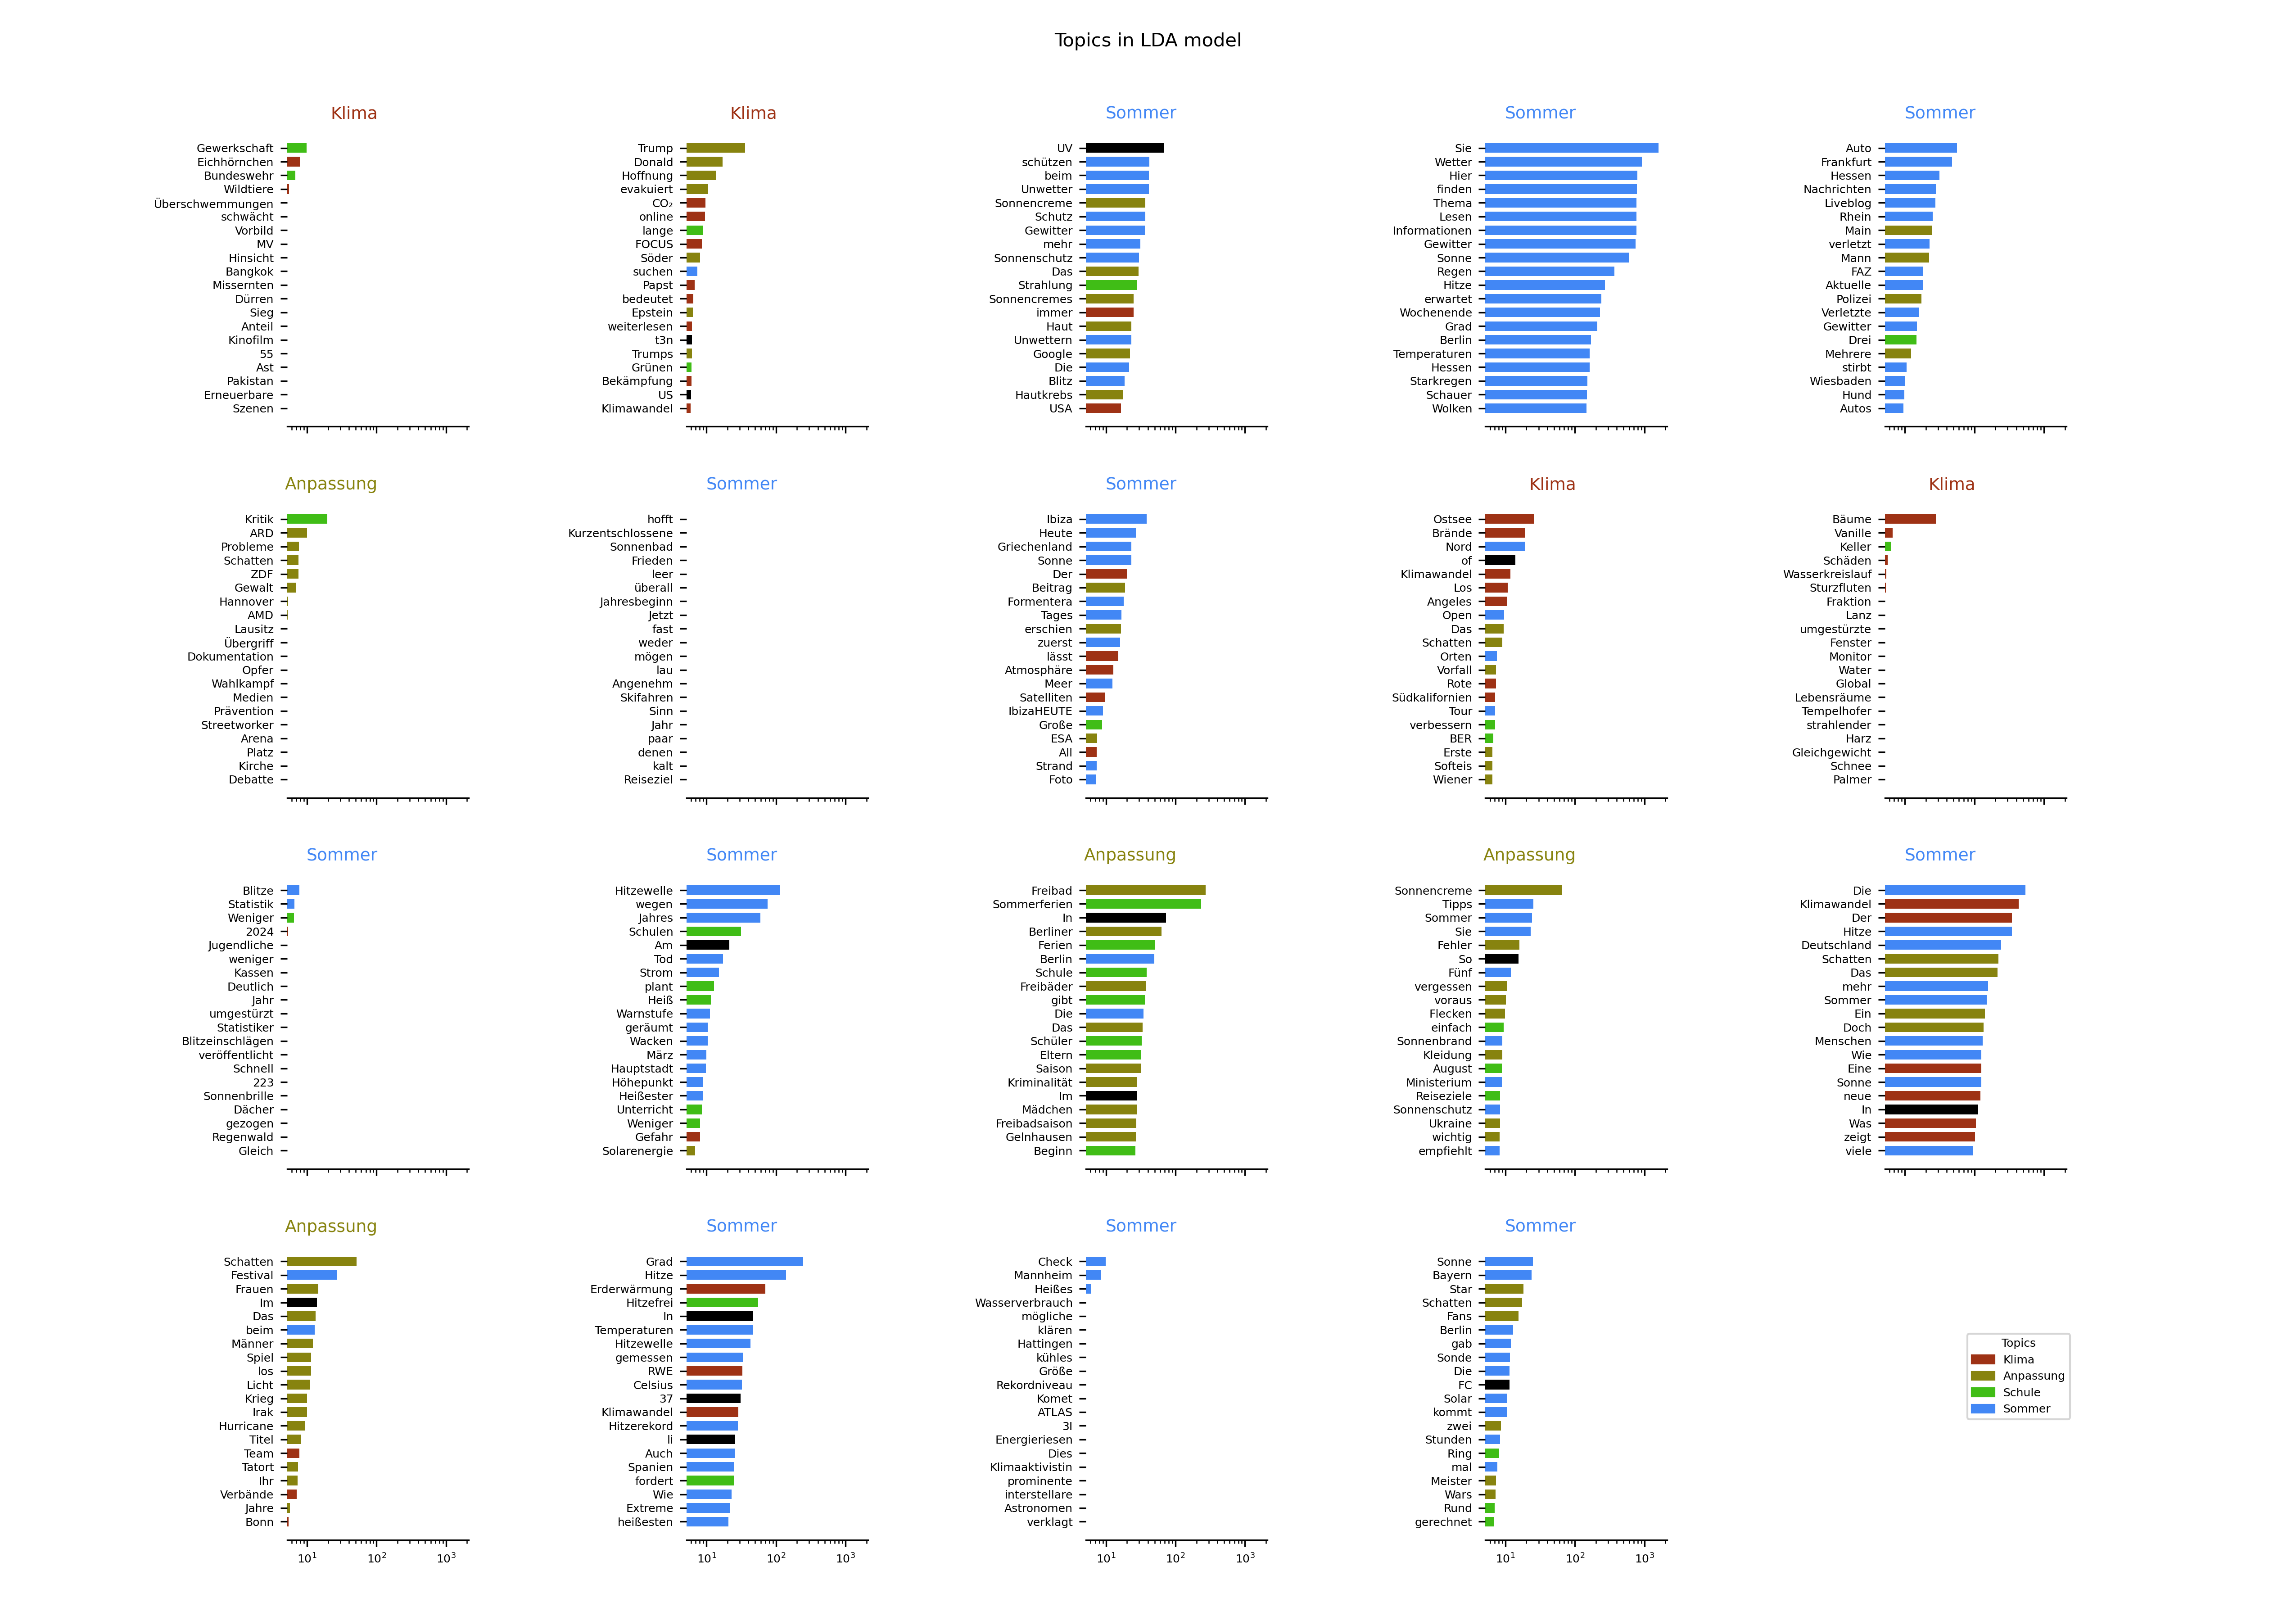 Topics in LDA model
Klima
Gewerkschaft
Eichhörnchen
Bundeswehr
Wildtiere
Überschwemmungen
schwächt
Vorbild
MV
Hinsicht
Bangkok
Missernten
Dürren
Sieg
Anteil
Kinofilm
55
Ast
Pakistan
Erneuerbare
Szenen
Klima
Trump
Donald
Hoffnung
evakuiert
CO₂
online
lange
FOCUS
Söder
suchen
Papst
bedeutet
Epstein
weiterlesen
t3n
Trumps
Grünen
Bekämpfung
US
Klimawandel
Sommer
UV
schützen
beim
Unwetter
Sonnencreme
Schutz
Gewitter
mehr
Sonnenschutz
Das
Strahlung
Sonnencremes
immer
Haut
Unwettern
Google
Die
Blitz
Hautkrebs
USA
Sommer
Sie
Wetter
Hier
finden
Thema
Lesen
Informationen
Gewitter
Sonne
Regen
Hitze
erwartet
Wochenende
Grad
Berlin
Temperaturen
Hessen
Starkregen
Schauer
Wolken
Sommer
Auto
Frankfurt
Hessen
Nachrichten
Liveblog
Rhein
Main
verletzt
Mann
FAZ
Aktuelle
Polizei
Verletzte
Gewitter
Drei
Mehrere
stirbt
Wiesbaden
Hund
Autos
Anpassung
Kritik
ARD
Probleme
Schatten
ZDF
Gewalt
Hannover
AMD
Lausitz
Übergriff
Dokumentation
Opfer
Wahlkampf
Medien
Prävention
Streetworker
Arena
Platz
Kirche
Debatte
Sommer
hofft
Kurzentschlossene
Sonnenbad
Frieden
leer
überall
Jahresbeginn
Jetzt
fast
weder
mögen
lau
Angenehm
Skifahren
Sinn
Jahr
paar
denen
kalt
Reiseziel
Sommer
Ibiza
Heute
Griechenland
Sonne
Der
Beitrag
Formentera
Tages
erschien
zuerst
lässt
Atmosphäre
Meer
Satelliten
IbizaHEUTE
Große
ESA
All
Strand
Foto
Klima
Ostsee
Brände
Nord
of
Klimawandel
Los
Angeles
Open
Das
Schatten
Orten
Vorfall
Rote
Südkalifornien
Tour
verbessern
BER
Erste
Softeis
Wiener
Klima
Bäume
Vanille
Keller
Schäden
Wasserkreislauf
Sturzfluten
Fraktion
Lanz
umgestürzte
Fenster
Monitor
Water
Global
Lebensräume
Tempelhofer
strahlender
Harz
Gleichgewicht
Schnee
Palmer
Sommer
Blitze
Statistik
Weniger
2024
Jugendliche
weniger
Kassen
Deutlich
Jahr
umgestürzt
Statistiker
Blitzeinschlägen
veröffentlicht
Schnell
223
Sonnenbrille
Dächer
gezogen
Regenwald
Gleich
Sommer
Hitzewelle
wegen
Jahres
Schulen
Am
Tod
Strom
plant
Heiß
Warnstufe
geräumt
Wacken
März
Hauptstadt
Höhepunkt
Heißester
Unterricht
Weniger
Gefahr
Solarenergie
Anpassung
Freibad
Sommerferien
In
Berliner
Ferien
Berlin
Schule
Freibäder
gibt
Die
Das
Schüler
Eltern
Saison
Kriminalität
Im
Mädchen
Freibadsaison
Gelnhausen
Beginn
Anpassung
Sonnencreme
Tipps
Sommer
Sie
Fehler
So
Fünf
vergessen
voraus
Flecken
einfach
Sonnenbrand
Kleidung
August
Ministerium
Reiseziele
Sonnenschutz
Ukraine
wichtig
empfiehlt
Sommer
Die
Klimawandel
Der
Hitze
Deutschland
Schatten
Das
mehr
Sommer
Ein
Doch
Menschen
Wie
Eine
Sonne
neue
In
Was
zeigt
viele
Anpassung
Schatten
Festival
Frauen
Im
Das
beim
Männer
Spiel
los
Licht
Krieg
Irak
Hurricane
Titel
Team
Tatort
Ihr
Verbände
Jahre
Bonn
10¹ 10² 10³
Sommer
Grad
Hitze
Erderwärmung
Hitzefrei
In
Temperaturen
Hitzewelle
gemessen
RWE
Celsius
37
Klimawandel
Hitzerekord
li
Auch
Spanien
fordert
Wie
Extreme
heißesten
10¹ 10² 10³
Sommer
Check
Mannheim
Heißes
Wasserverbrauch
mögliche
klären
Hattingen
kühles
Größe
Rekordniveau
Komet
ATLAS
3I
Energieriesen
Dies
Klimaaktivistin
prominente
interstellare
Astronomen
verklagt
10¹ 10² 10³
Sommer
Sonne
Bayern
Star
Schatten
Fans
Berlin
gab
Sonde
Die
FC
Solar
kommt
zwei
Stunden
Ring
mal
Meister
Wars
Rund
gerechnet
10¹ 10² 10³
Topics
Klima
Anpassung
Schule
Sommer